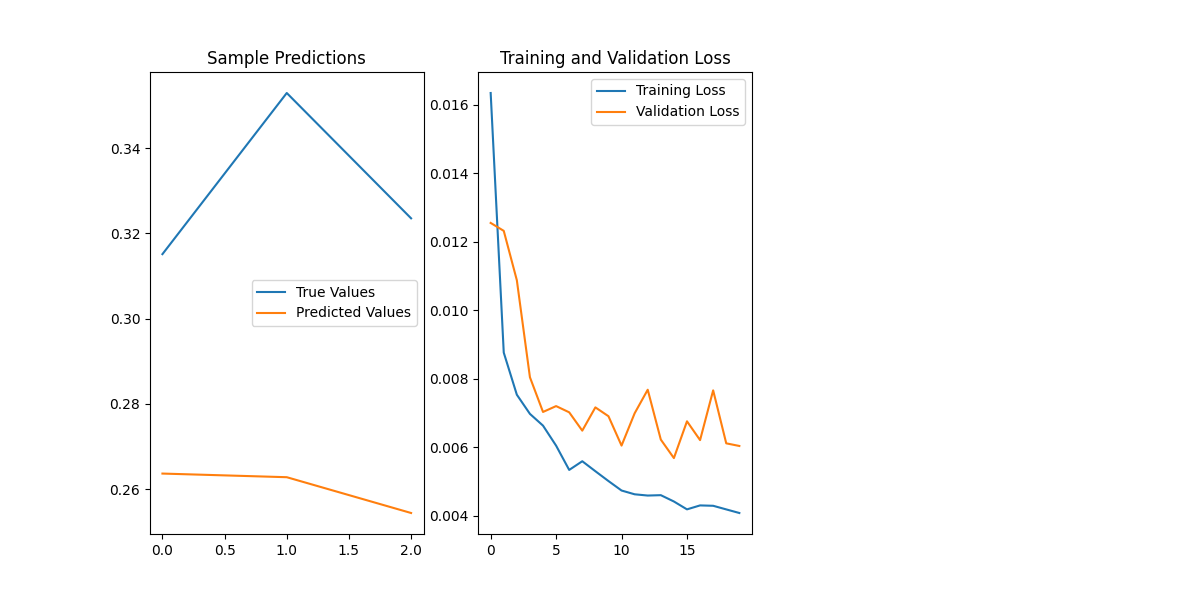 Sample Predictions
0.34
0.32
0.30
0.28
0.26
0.0 0.5 1.0 1.5 2.0
True Values
Predicted Values
Training and Validation Loss
0.016
0.014
0.012
0.010
0.008
0.006
0.004
0 5 10 15
Training Loss
Validation Loss